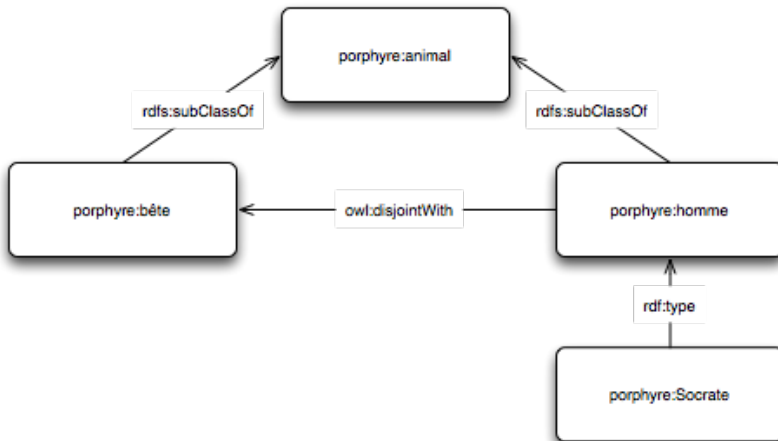 porphyre:animal
rdfs:subClassOf
rdfs:subClassOf
porphyre:bête
owl:disjointWith
porphyre:homme
rdf:type
porphyre:Socrate